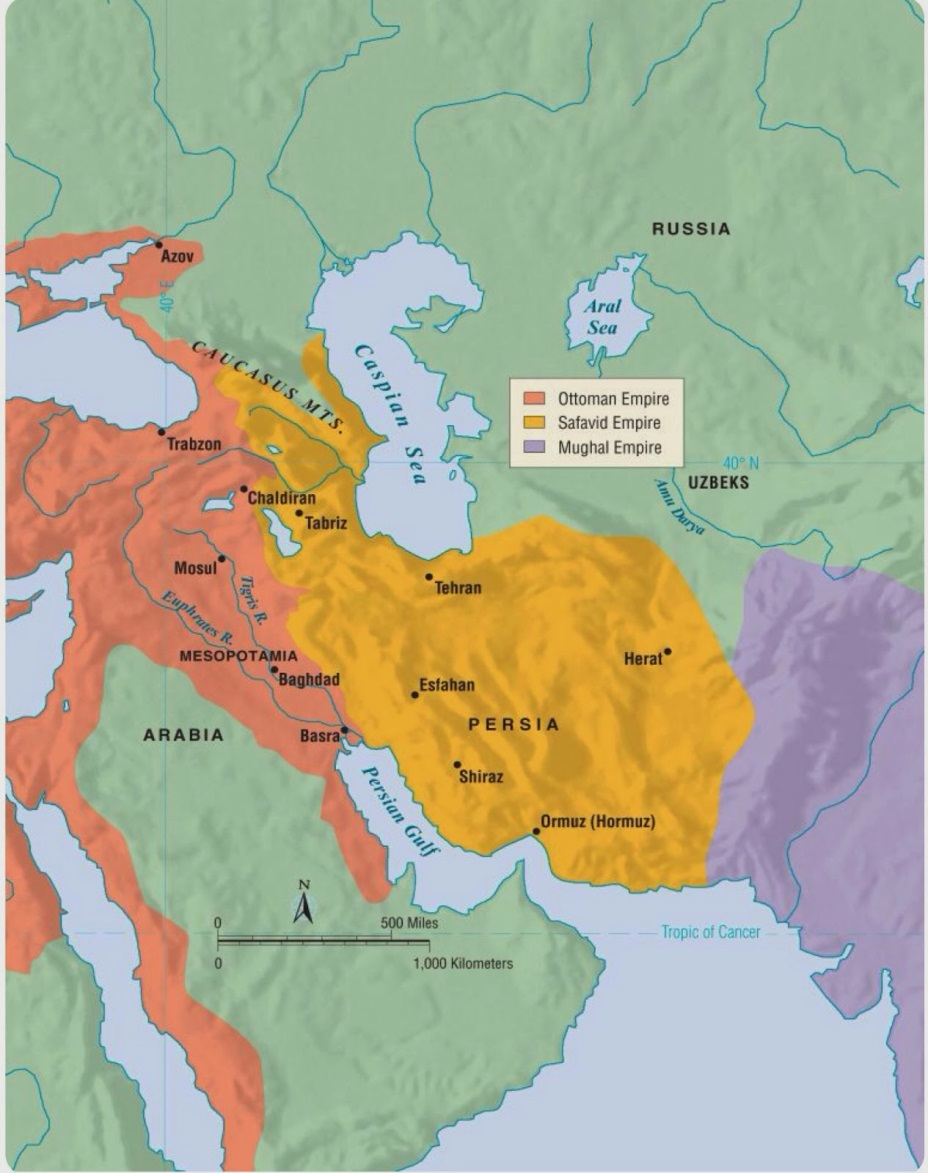 RUSSIA
Azov
40° E
Aral
Sea
CAUCASUS MTS.
Caspian Sea
Ottoman Empire
Safavid Empire
Mughal Empire
Trabzon
40° N
UZBEKS
Amu Darya
Chaldiran
Tabriz
Mosul
Tigris R.
Tehran
Euphrates R.
MESOPOTAMIA
Baghdad
Herat
Esfahan
ARABIA
Basra
PERSIA
Shiraz
Persian Gulf
Ormuz (Hormuz)
N
0 500 Miles
0 1,000 Kilometers
Tropic of Cancer